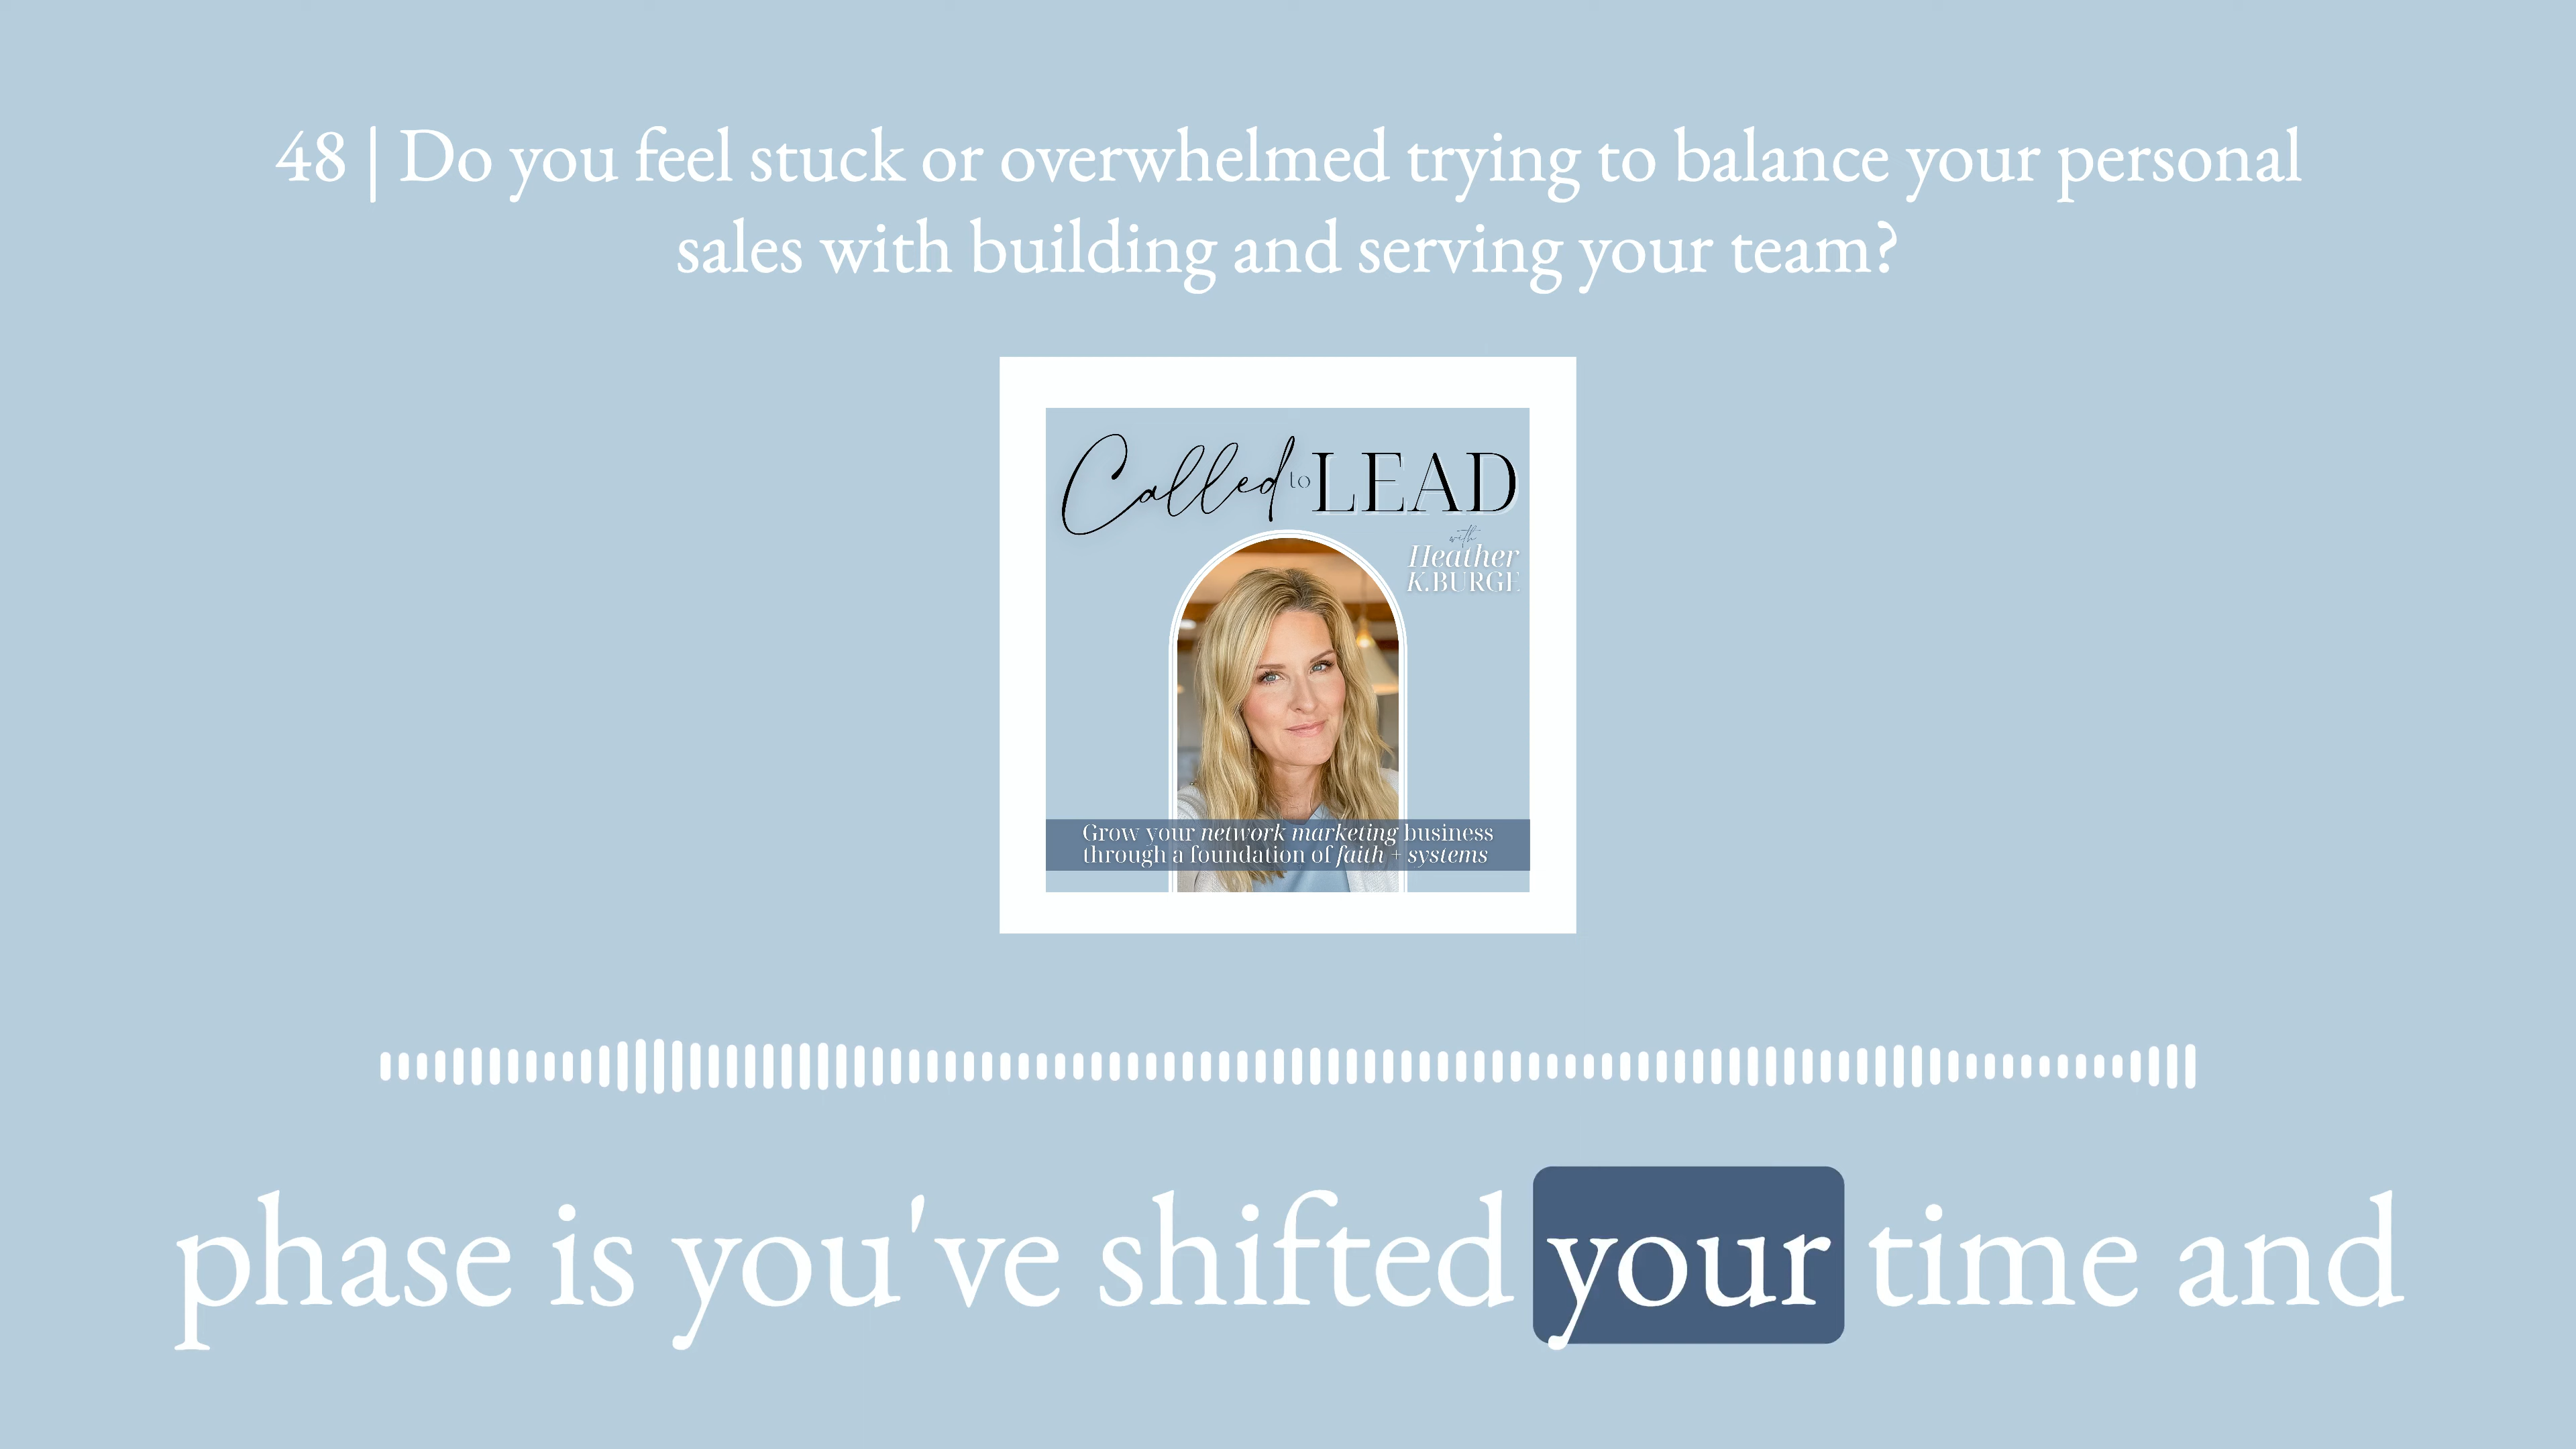 48 | Do you feel stuck or overwhelmed trying to balance your personal
sales with building and serving your team?
Called to LEAD
with
Heather
K.BURGE
Grow your network marketing business
through a foundation of faith + systems
phase is you've shifted your time and